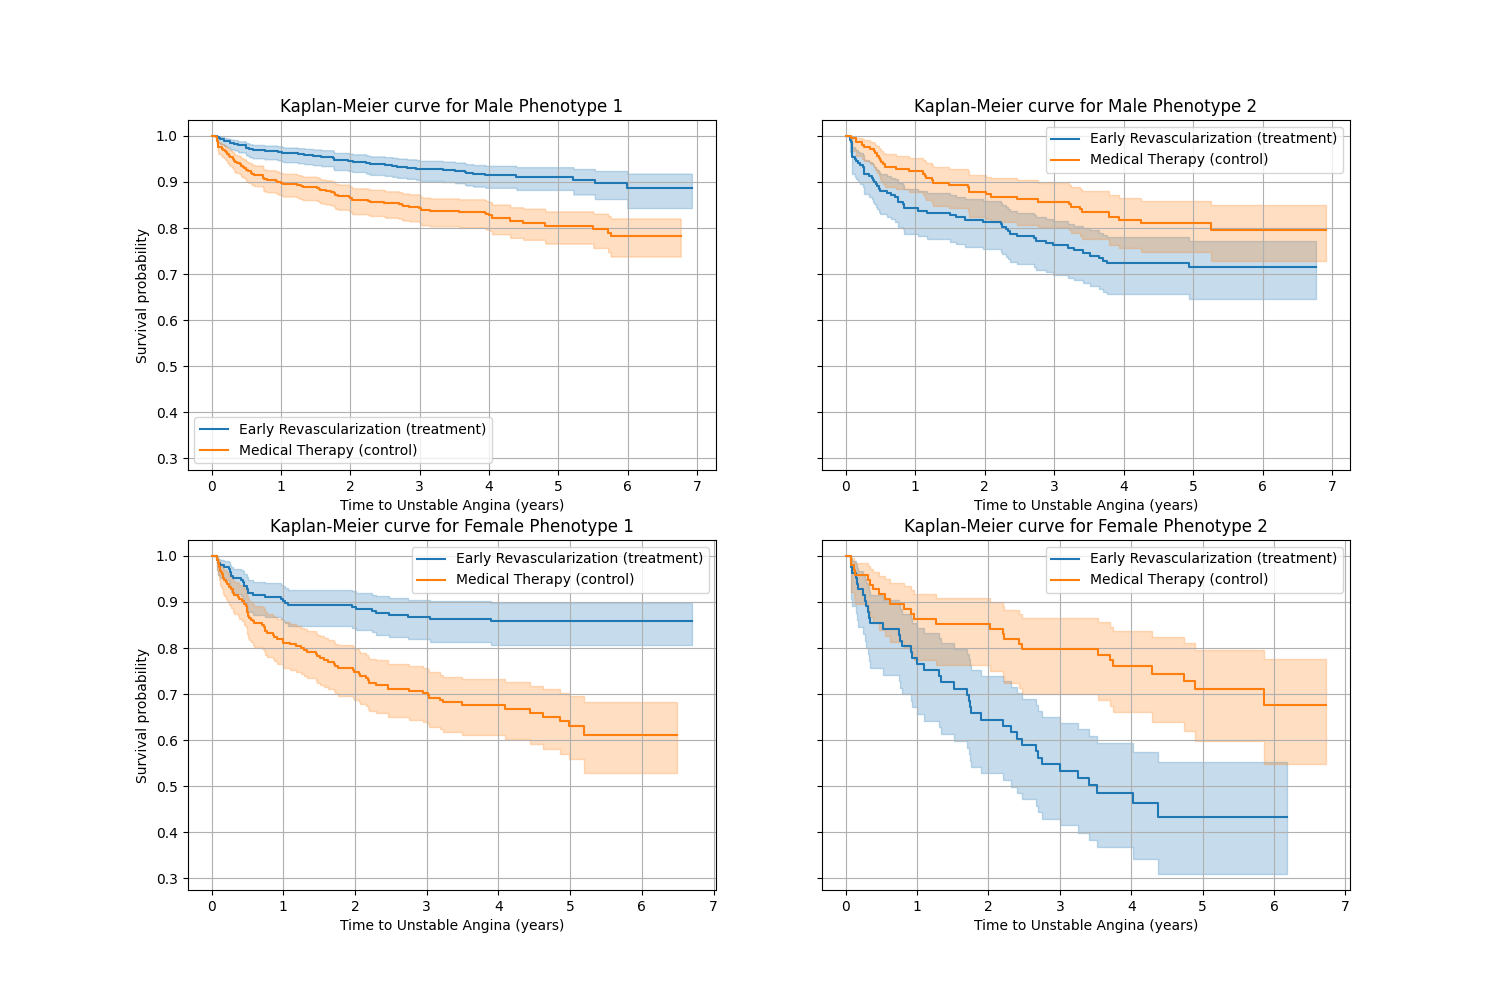 Kaplan-Meier curve for Male Phenotype 1
1.0
0.9
0.8
0.7
0.6
0.5
0.4
0.3
Survival probability
Early Revascularization (treatment)
Medical Therapy (control)
0 1 2 3 4 5 6 7
Time to Unstable Angina (years)
Kaplan-Meier curve for Male Phenotype 2
Early Revascularization (treatment)
Medical Therapy (control)
0 1 2 3 4 5 6 7
Time to Unstable Angina (years)
Kaplan-Meier curve for Female Phenotype 1
Early Revascularization (treatment)
Medical Therapy (control)
1.0
0.9
0.8
0.7
0.6
0.5
0.4
0.3
Survival probability
0 1 2 3 4 5 6 7
Time to Unstable Angina (years)
Kaplan-Meier curve for Female Phenotype 2
Early Revascularization (treatment)
Medical Therapy (control)
0 1 2 3 4 5 6 7
Time to Unstable Angina (years)